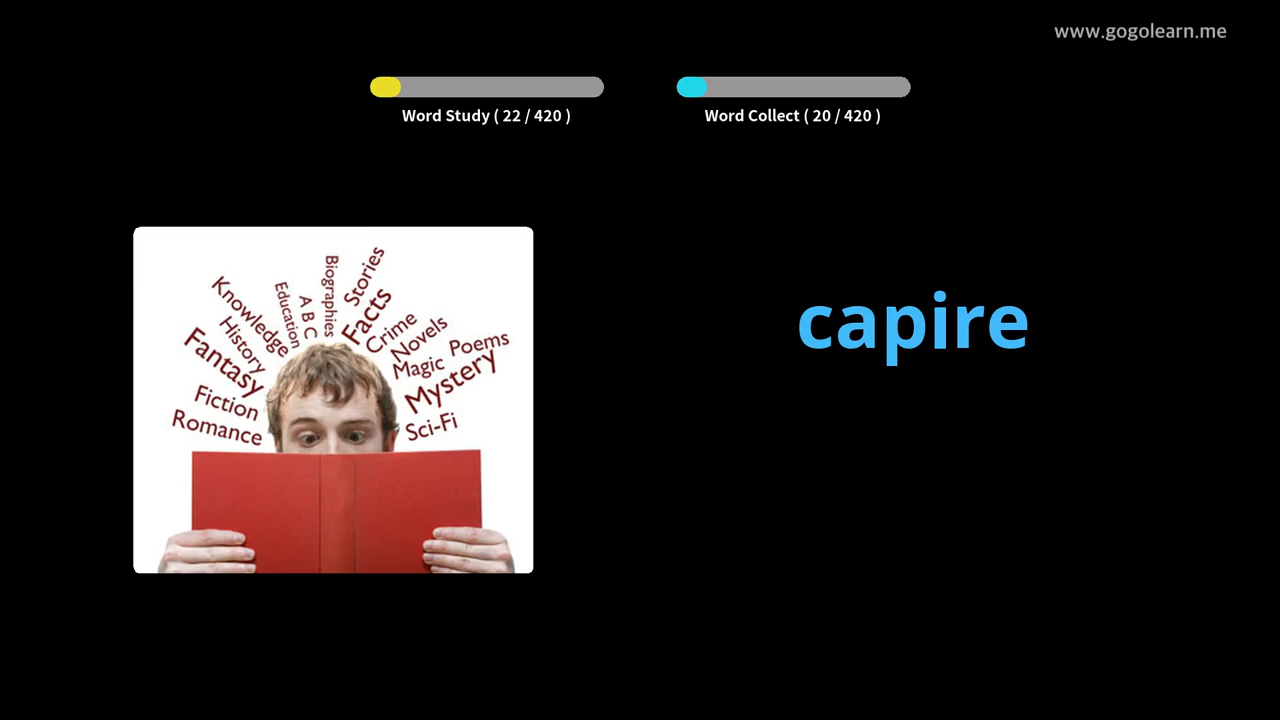 www.gogolearn.me
Word Study ( 22 / 420 )
Word Collect ( 20 / 420 )
Stories
Biographies
Facts
A B C
Education
Knowledge
Crime
Novels
History
Poems
Magic
Fantasy
Mystery
Fiction
Sci-Fi
Romance
capire